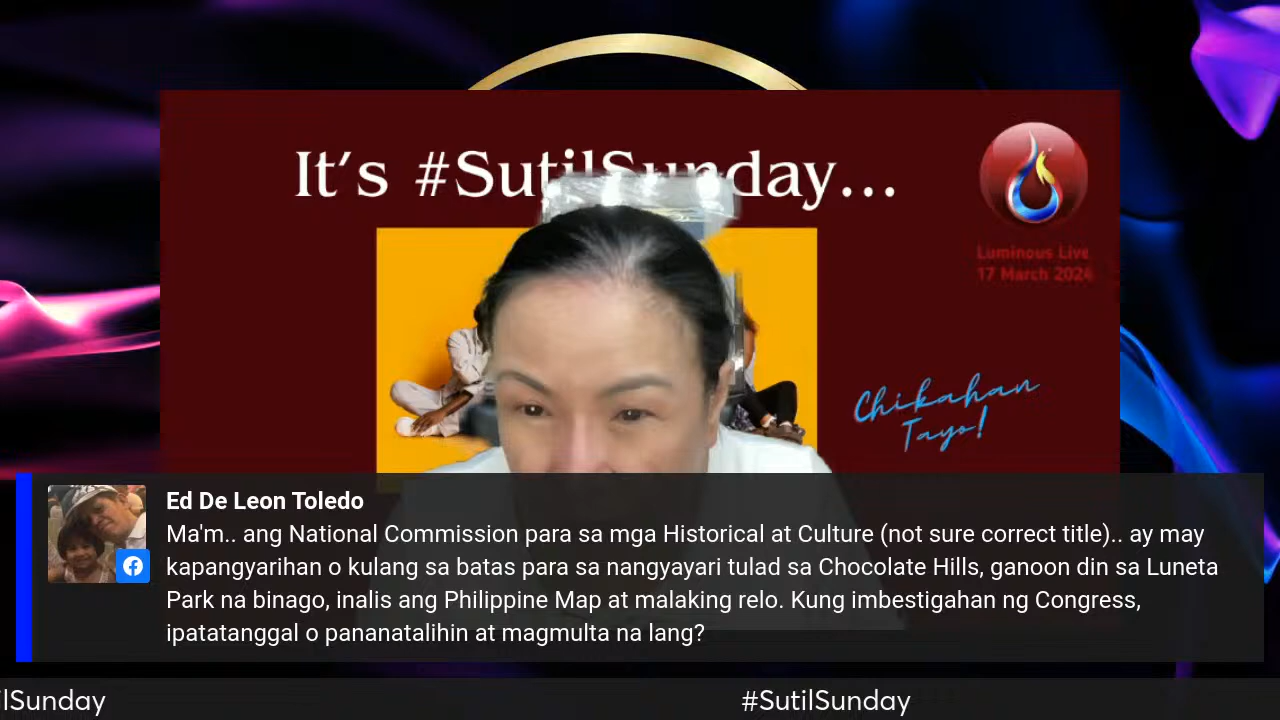 It's #SutilSunday...
Luminous Live
17 March 2024
Chikahan
Tayo!
Ed De Leon Toledo
Ma'm.. ang National Commission para sa mga Historical at Culture (not sure correct title).. ay may
kapangyarihan o kulang sa batas para sa nangyayari tulad sa Chocolate Hills, ganoon din sa Luneta
Park na binago, inalis ang Philippine Map at malaking relo. Kung imbestigahan ng Congress,
ipatatanggal o pananatalihin at magmulta na lang?
ilSunday #SutilSunday